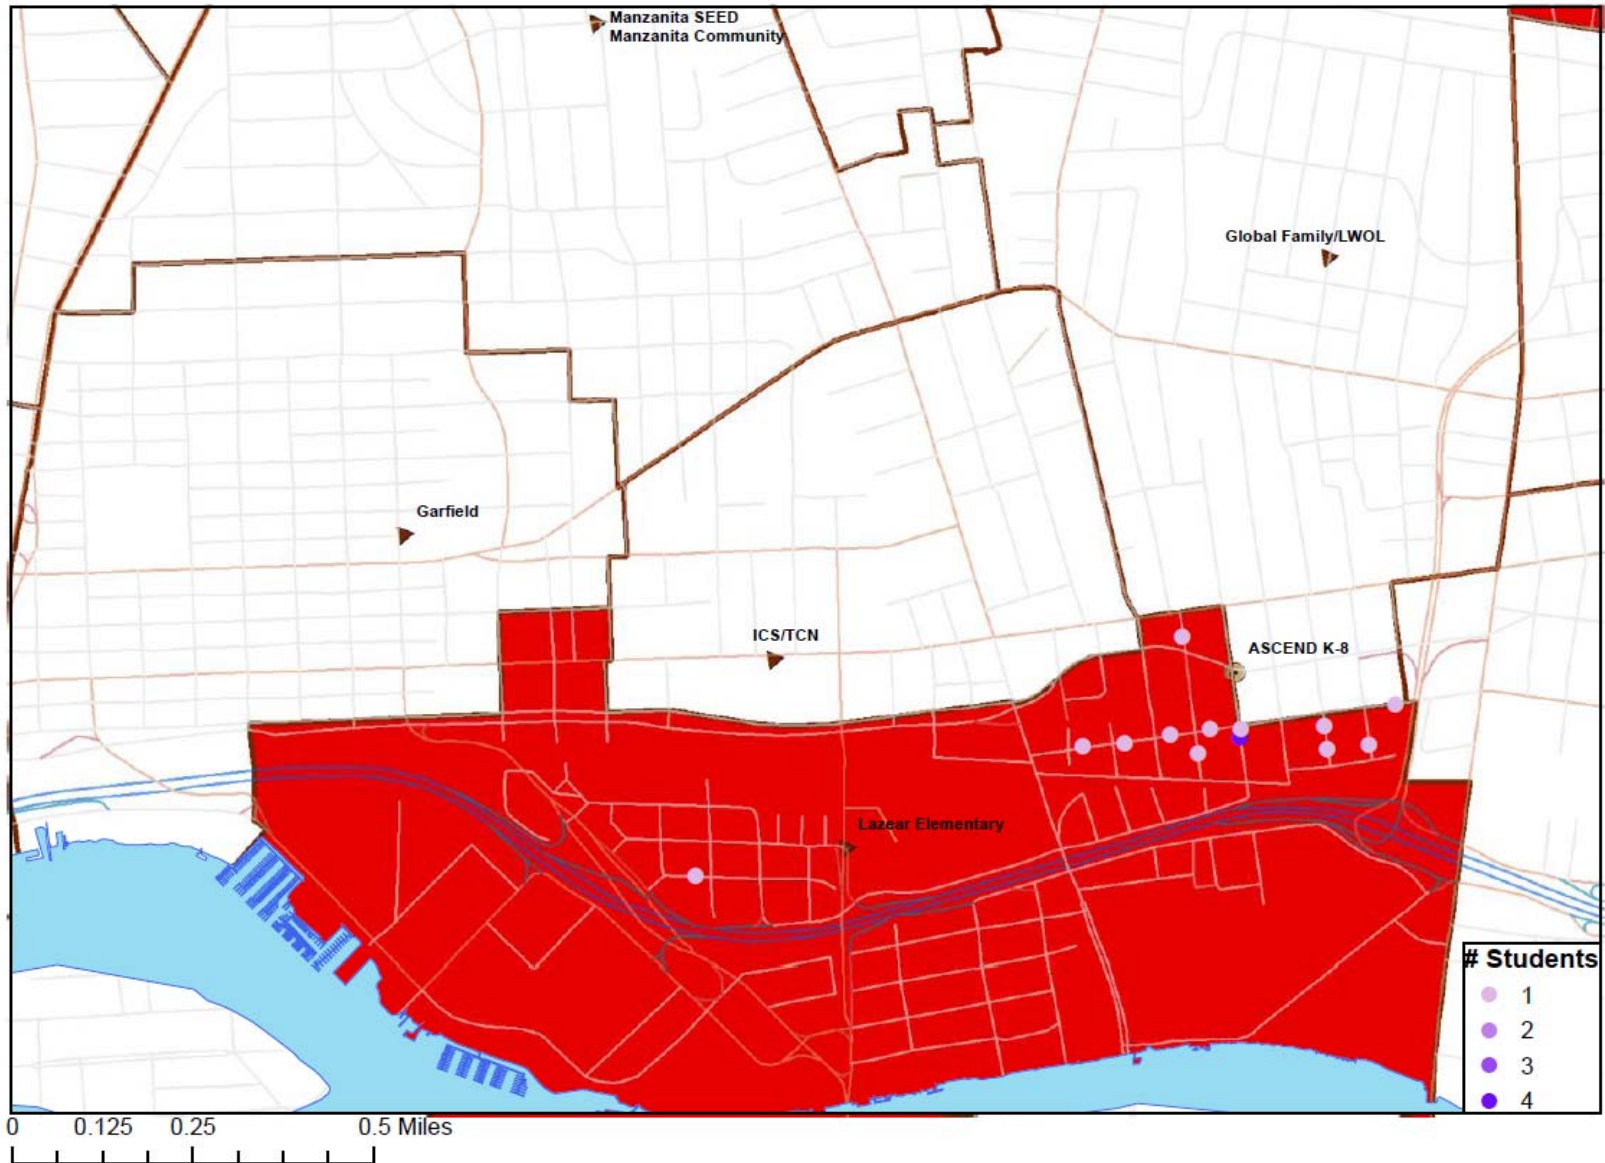 Manzanita SEED
Manzanita Community
Global Family/LWOL
Garfield
ICS/TCN
ASCEND K-8
Lazear Elementary
# Students
1
2
3
4
0 0.125 0.25 0.5 Miles